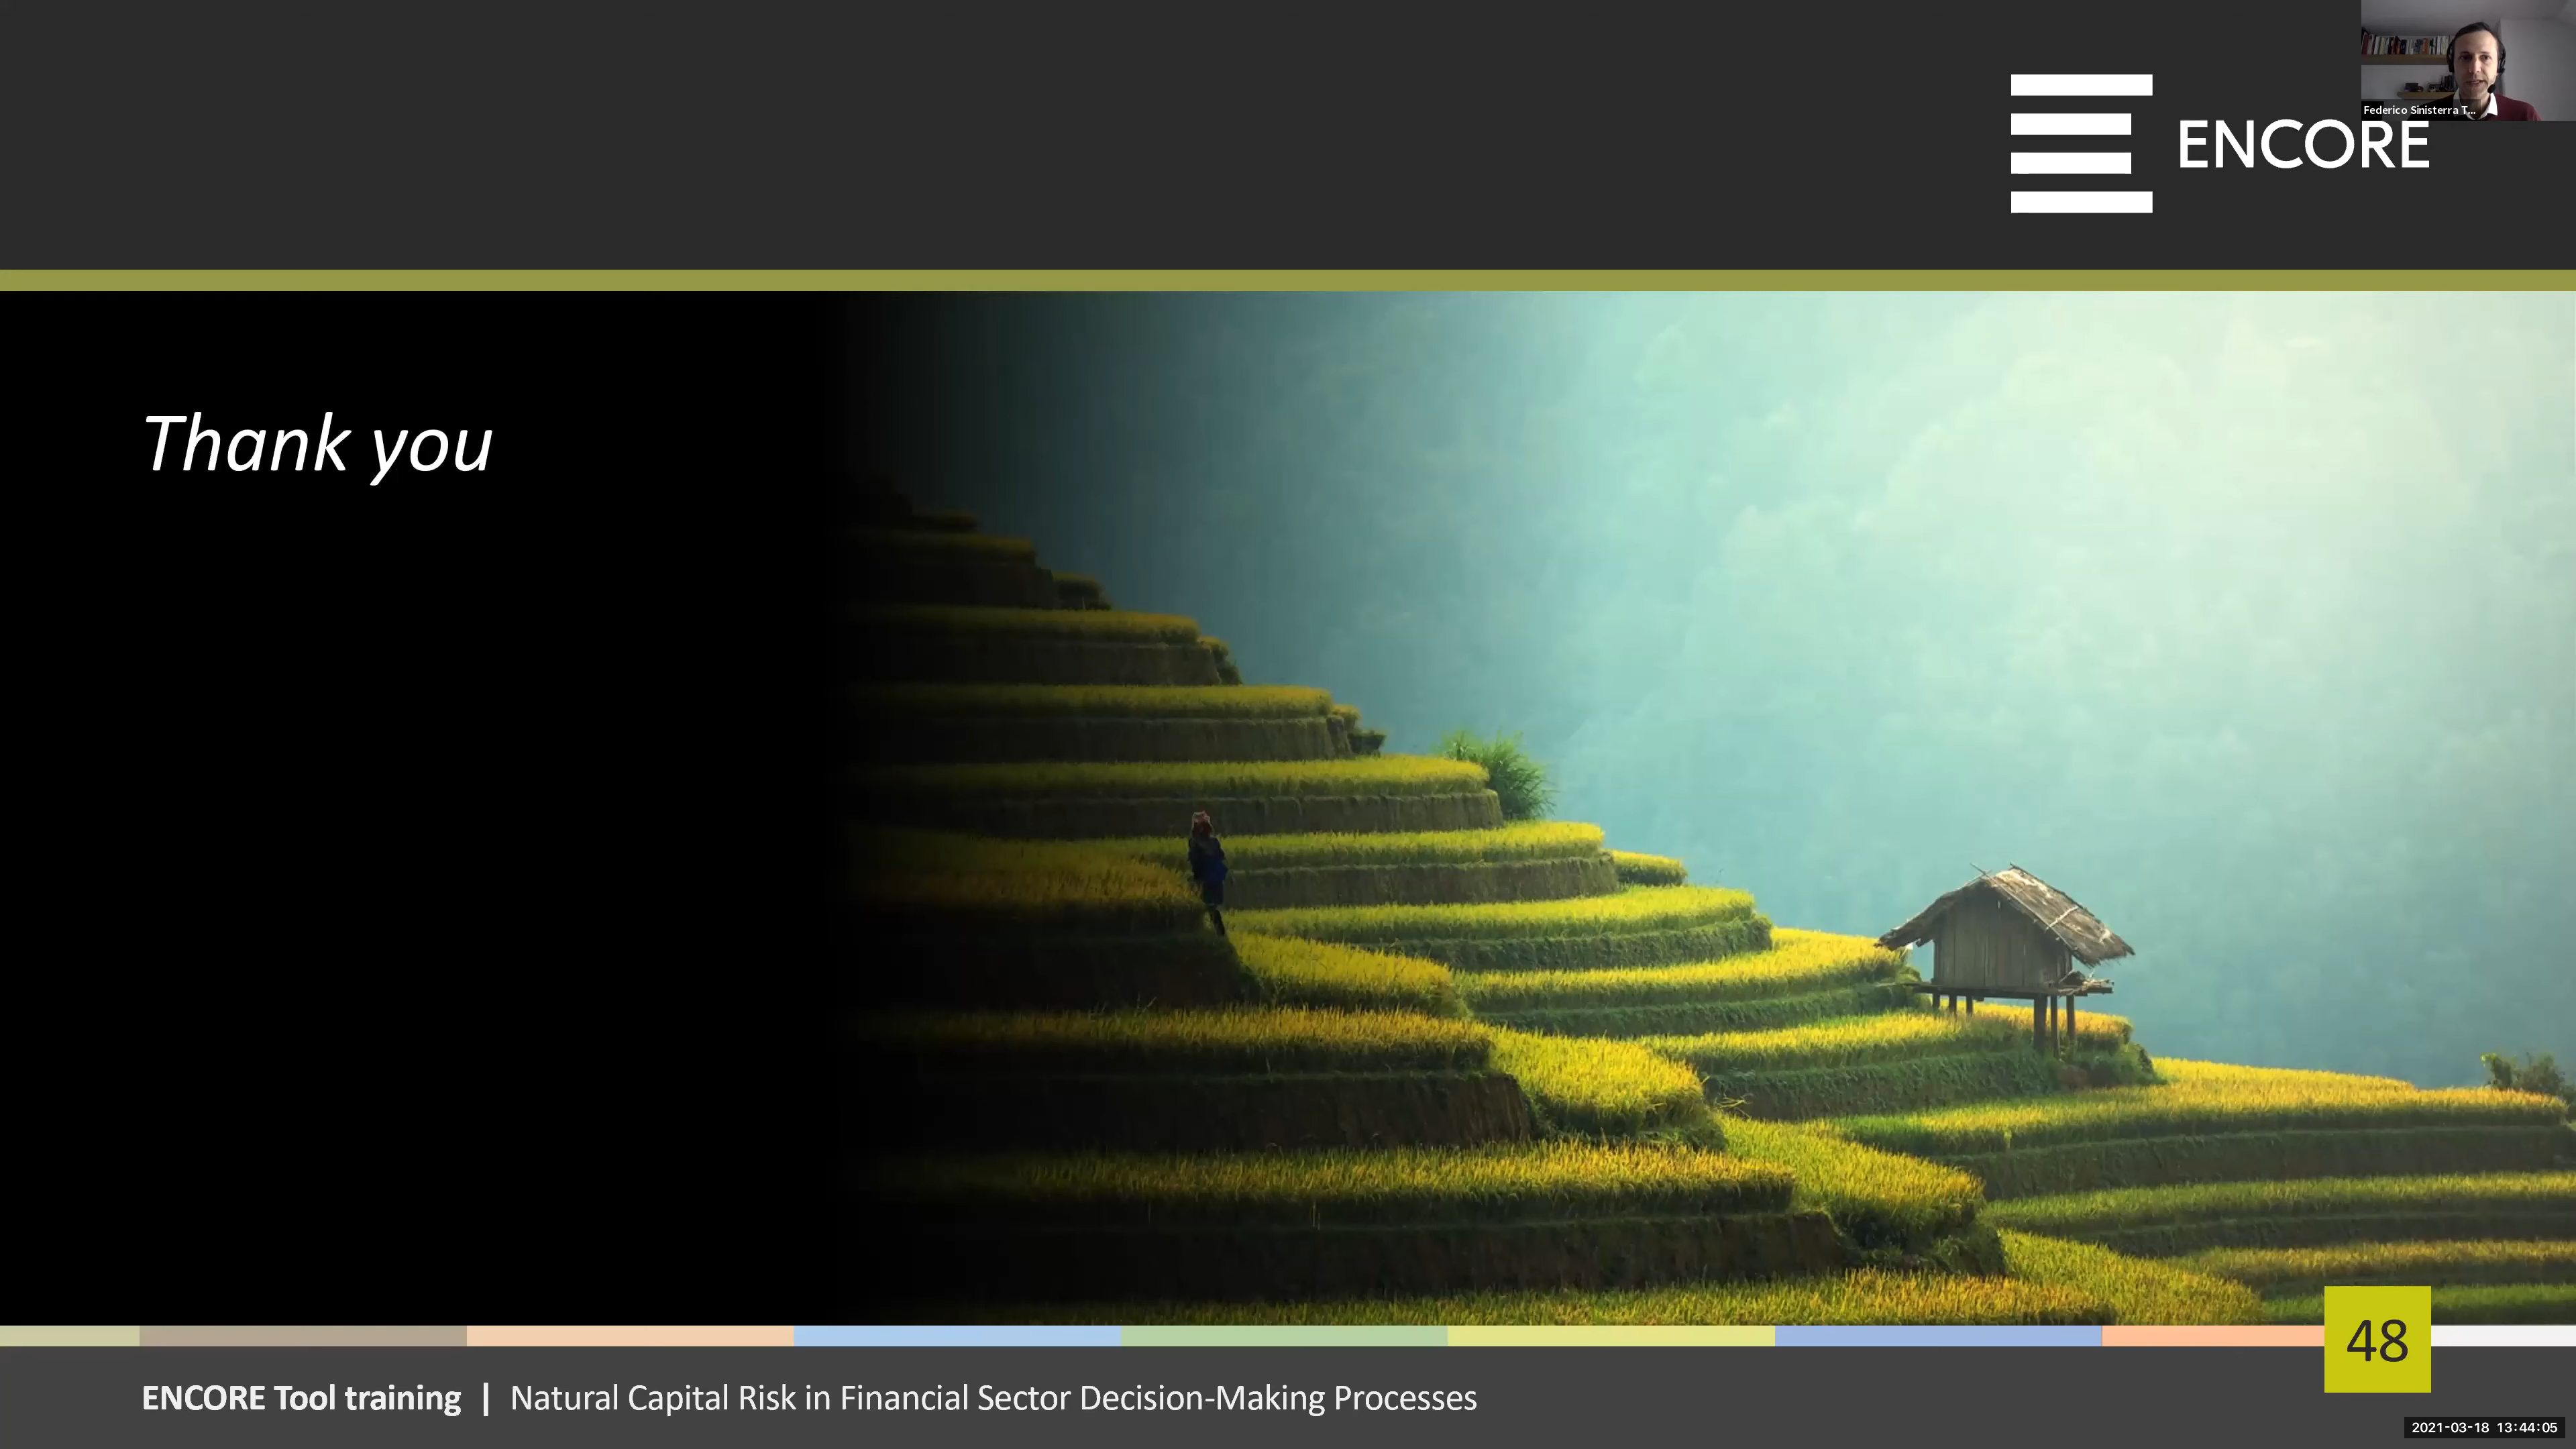 Federico Sinisterra T...
ENCORE
Thank you
48
ENCORE Tool training | Natural Capital Risk in Financial Sector Decision-Making Processes
2021-03-18 13:44:05